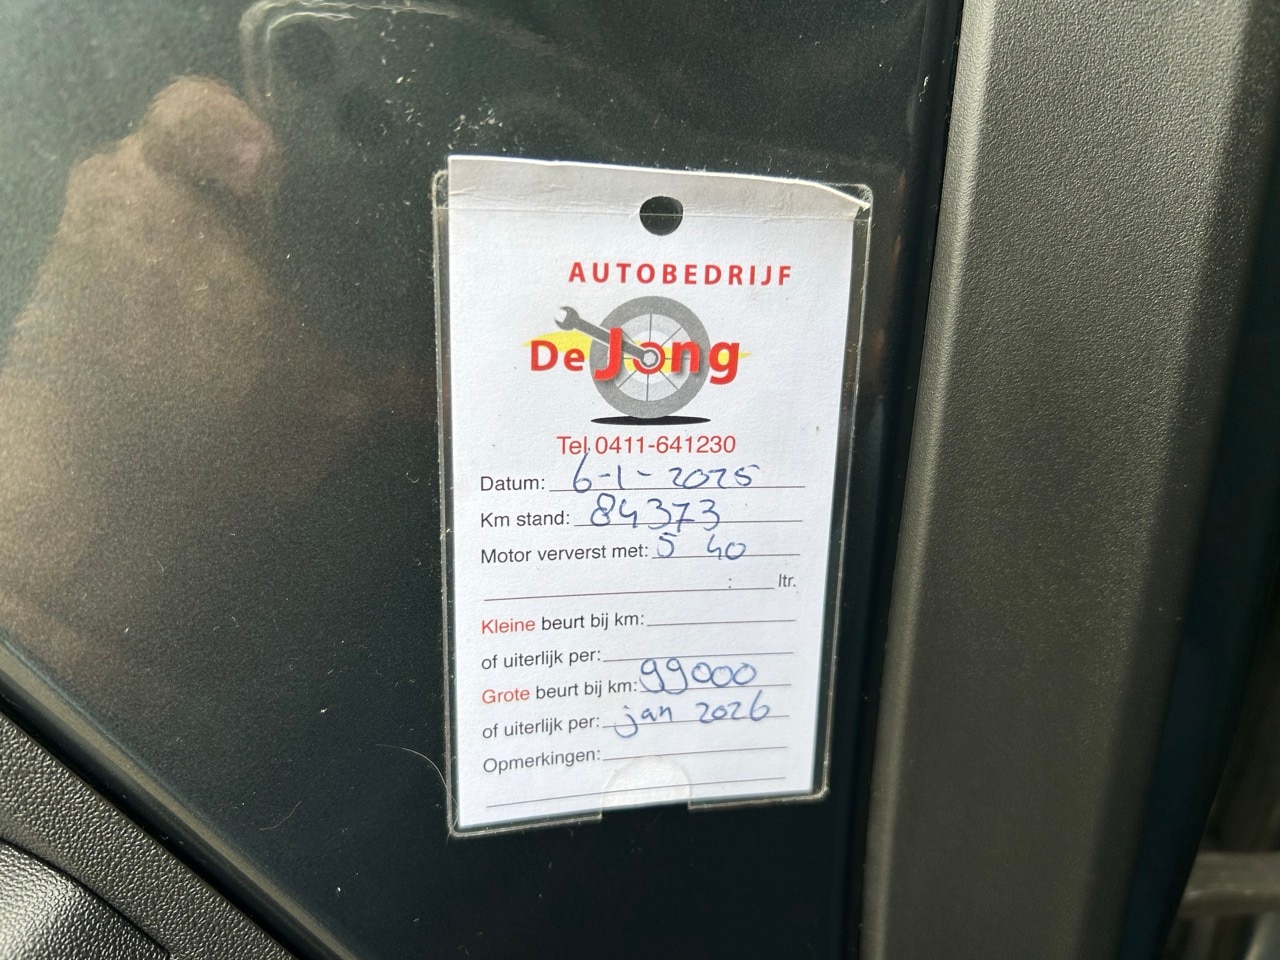 AUTOBEDRIJF
De Jong
Tel. 0411-641230
Datum: 6-1-2025
Km stand: 84373
Motor ververst met: 5 40
: ltr.
Kleine beurt bij km:
of uiterlijk per:
Grote beurt bij km: 99000
of uiterlijk per: jan 2026
Opmerkingen: